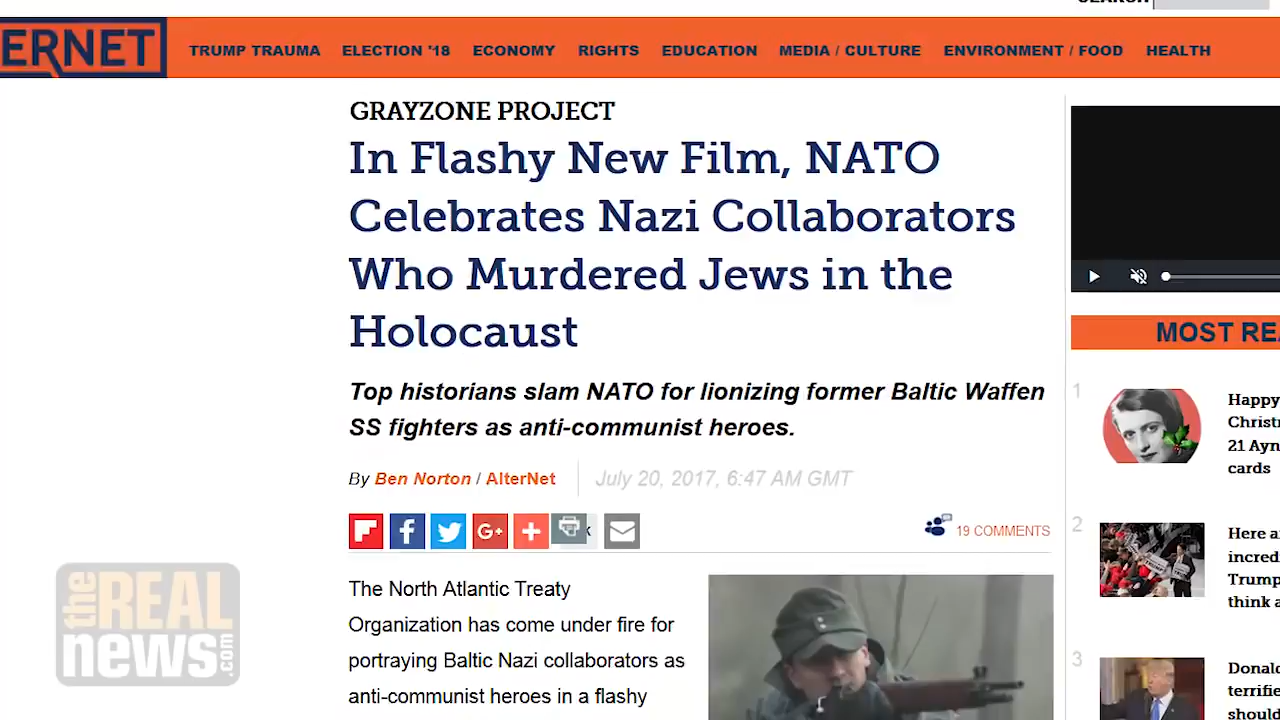 SEARCH
ERNET
TRUMP TRAUMA ELECTION '18 ECONOMY RIGHTS EDUCATION MEDIA / CULTURE ENVIRONMENT / FOOD HEALTH
GRAYZONE PROJECT
In Flashy New Film, NATO
Celebrates Nazi Collaborators
Who Murdered Jews in the
Holocaust
Top historians slam NATO for lionizing former Baltic Waffen
SS fighters as anti-communist heroes.
By Ben Norton / AlterNet July 20, 2017, 6:47 AM GMT
G+
19 COMMENTS
The North Atlantic Treaty
Organization has come under fire for
portraying Baltic Nazi collaborators as
anti-communist heroes in a flashy
MOST RE
1
Happy
Christ
21 Ayn
cards
2
Here a
incred
Trump
think a
3
Donal
terrifie
should
the REAL
news.com